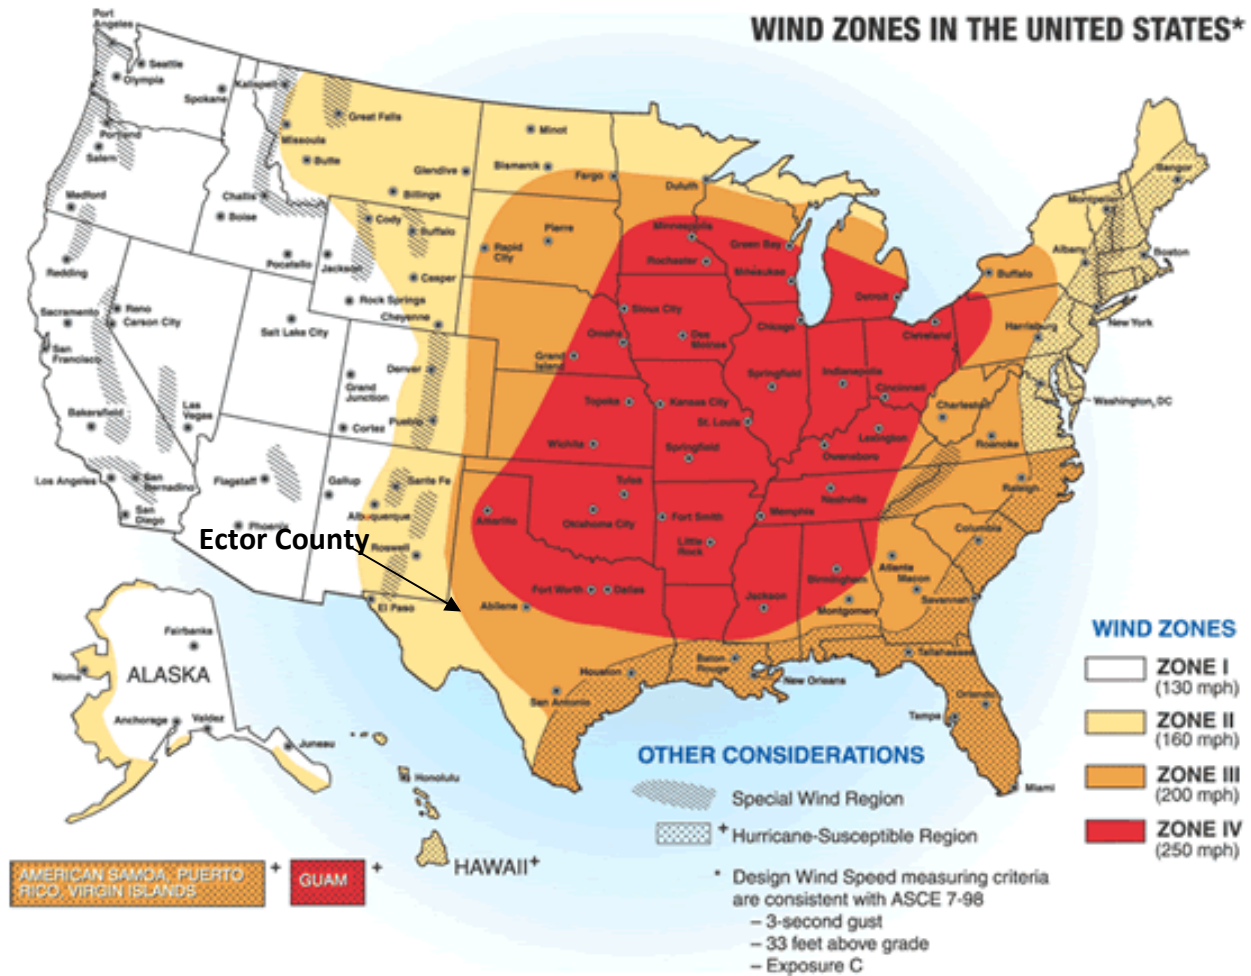 WIND ZONES IN THE UNITED STATES*
Port
Angeles
Seattle
Olympia
Spokane
Kalispell
Great Falls
Minot
Portland
Missoula
Salem
Butte
Glendive
Bismarck
Fargo
Duluth
Bangor
Medford
Challis
Billings
Montpelier
Boise
Cody
Buffalo
Pierre
Minneapolis
Green Bay
Albany
Boston
Redding
Pocatello
Jackson
Casper
Rapid
City
Rochester
Milwaukee
Buffalo
Detroit
Sacramento
Reno
Carson City
Rock Springs
Cheyenne
Sioux City
Chicago
Cleveland
Harrisburg
New York
San
Francisco
Salt Lake City
Omaha
Des
Moines
Grand
Island
Denver
Grand
Junction
Springfield
Indianapolis
Cincinnati
Washington, DC
Bakersfield
Las
Vegas
Cortez
Pueblo
Topeka
Kansas City
St. Louis
Charleston
Wichita
Springfield
Lexington
Owensboro
Roanoke
Los Angeles
San
Bernadino
Flagstaff
Gallup
Sante Fe
Tulsa
Nashville
Raleigh
San
Diego
Phoenix
Albuquerque
Amarillo
Oklahoma City
Fort Smith
Memphis
Columbia
Ector County
Roswell
Little
Rock
Atlanta
Macon
Birmingham
El Paso
Abilene
Fort Worth
Dallas
Jackson
Montgomery
Savannah
Fairbanks
Nome
ALASKA
Anchorage
Valdez
Juneau
Houston
San Antonio
Baton
Rouge
New Orleans
Tallahassee
Orlando
Tampa
Miami
Honolulu
HAWAII+
WIND ZONES
ZONE I
(130 mph)
ZONE II
(160 mph)
ZONE III
(200 mph)
ZONE IV
(250 mph)
OTHER CONSIDERATIONS
Special Wind Region
+ Hurricane-Susceptible Region
* Design Wind Speed measuring criteria
are consistent with ASCE 7-98
– 3-second gust
– 33 feet above grade
– Exposure C
AMERICAN SAMOA, PUERTO
RICO, VIRGIN ISLANDS
+
GUAM
+